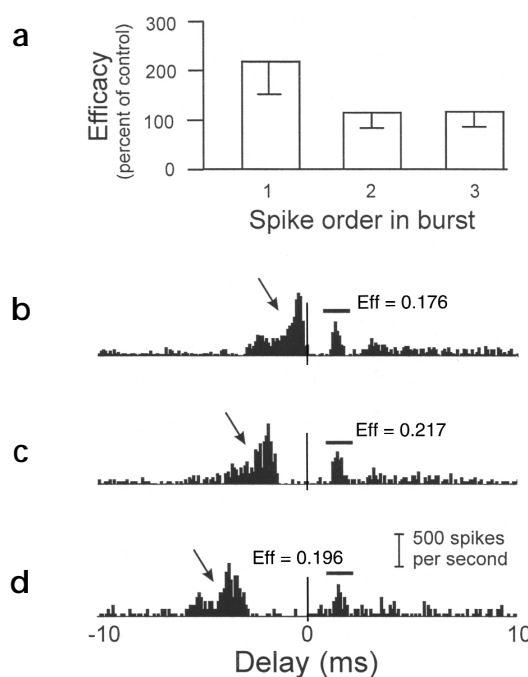 a
Efficacy
(percent of control)
300
200
100
0
1 2 3
Spike order in burst
b
Eff = 0.176
c
Eff = 0.217
d
Eff = 0.196
500 spikes
per second
-10 0 10
Delay (ms)